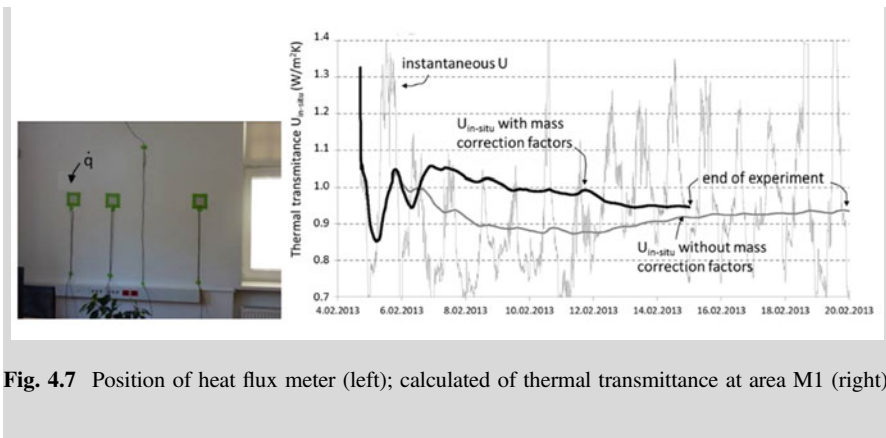 q̇
Thermal transmitance U_in-situ (W/m²K)
1.4
1.3
1.2
1.1
1.0
0.9
0.8
0.7
instantaneous U
U_in-situ with mass
correction factors
end of experiment
U_in-situ without mass
correction factors
4.02.2013 6.02.2013 8.02.2013 10.02.2013 12.02.2013 14.02.2013 16.02.2013 18.02.2013 20.02.2013
Fig. 4.7 Position of heat flux meter (left); calculated of thermal transmittance at area M1 (right)